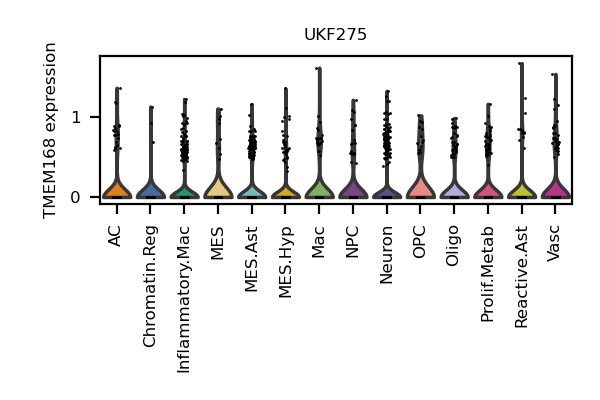 UKF275
TMEM168 expression
1
0
AC
Chromatin.Reg
Inflammatory.Mac
MES
MES.Ast
MES.Hyp
Mac
NPC
Neuron
OPC
Oligo
Prolif.Metab
Reactive.Ast
Vasc